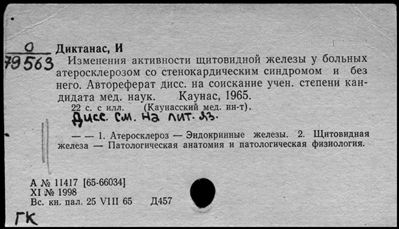 О
79563
Диктанас, И
Изменения активности щитовидной железы у больных
атеросклерозом со стенокардическим синдромом и без
него. Автореферат дисс. на соискание учен. степени кан-
дидата мед. наук. Каунас, 1965.
22 с. с илл. (Каунасский мед. ин-т).
Дисс. см. на лит. яз.
— — 1. Атеросклероз — Эндокринные железы. 2. Щитовидная
железа — Патологическая анатомия и патологическая физиология.
А № 11417 [65-66034]
XI № 1998
Вс. кн. пал. 25 VIII 65 Д457
ГК